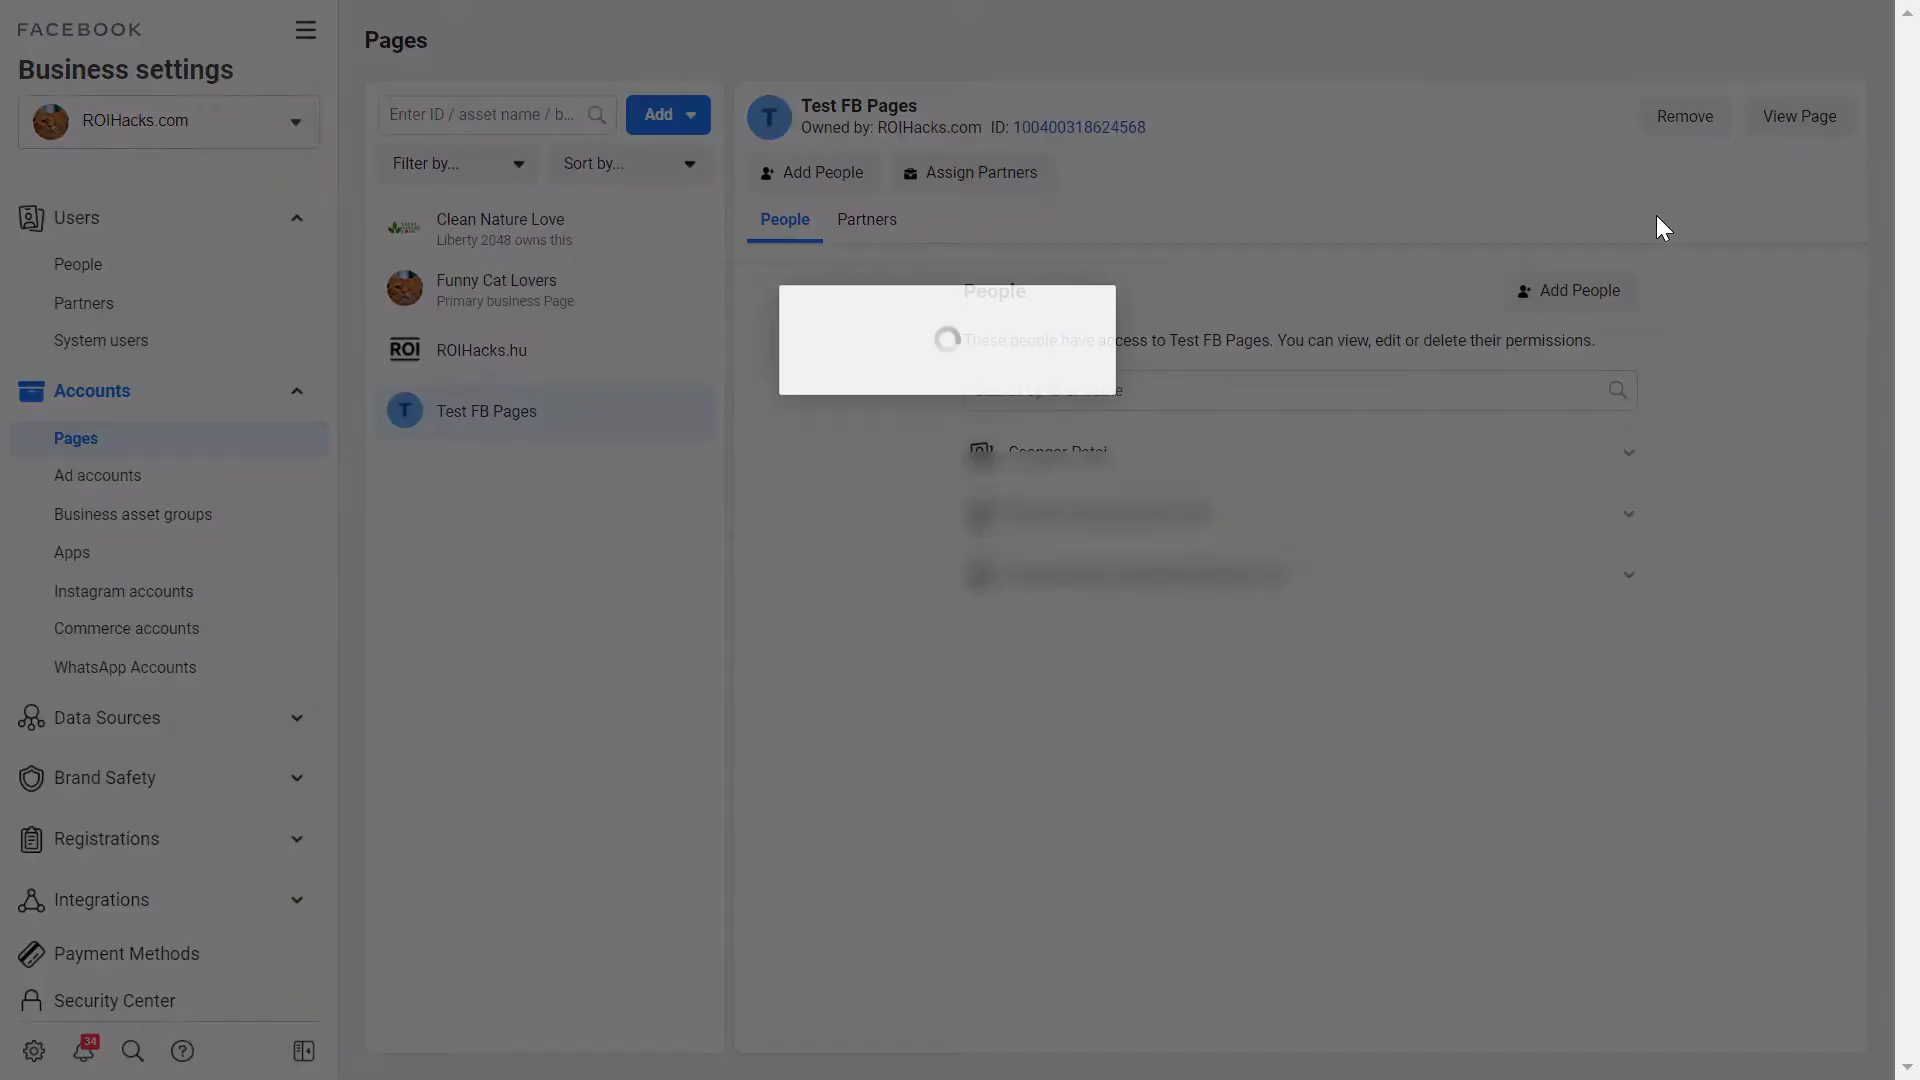 FACEBOOK
Business settings
ROIHacks.com
Users
People
Partners
System users
Accounts
Pages
Ad accounts
Business asset groups
Apps
Instagram accounts
Commerce accounts
WhatsApp Accounts
Data Sources
Brand Safety
Registrations
Integrations
Payment Methods
Security Center
34
Pages
Enter ID / asset name / b...
Add
Filter by...
Sort by...
Clean Nature Love
Liberty 2048 owns this
Funny Cat Lovers
Primary business Page
ROI
ROIHacks.hu
T
Test FB Pages
T
Test FB Pages
Owned by: ROIHacks.com ID: 100400318624568
Remove
View Page
Add People
Assign Partners
People
Partners
People
Add People
These people have access to Test FB Pages. You can view, edit or delete their permissions.